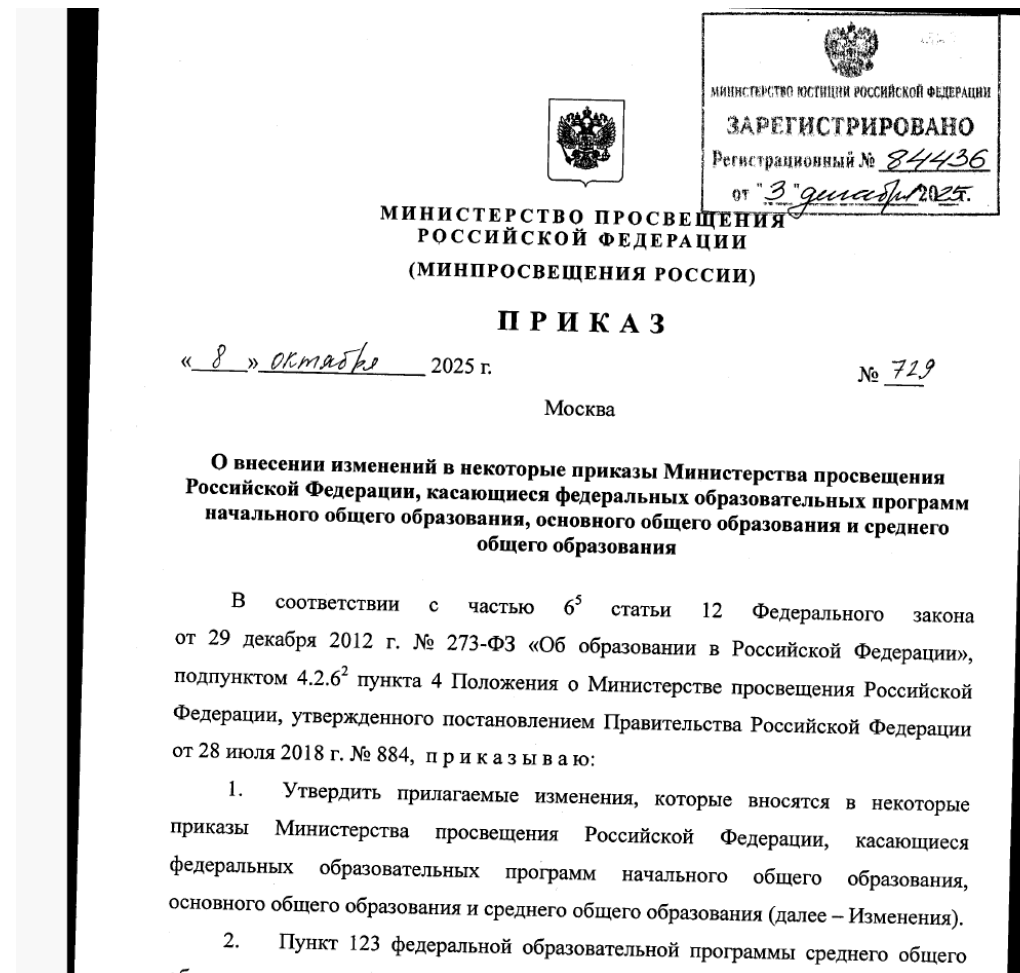 МИНИСТЕРСТВО ЮСТИЦИИ РОССИЙСКОЙ ФЕДЕРАЦИИ
ЗАРЕГИСТРИРОВАНО
Регистрационный № 84436
от "3" декабря 2025г.
МИНИСТЕРСТВО ПРОСВЕЩЕНИЯ
РОССИЙСКОЙ ФЕДЕРАЦИИ
(МИНПРОСВЕЩЕНИЯ РОССИИ)
ПРИКАЗ
« 8 » октября 2025 г. № 729
Москва
О внесении изменений в некоторые приказы Министерства просвещения
Российской Федерации, касающиеся федеральных образовательных программ
начального общего образования, основного общего образования и среднего
общего образования
В соответствии с частью 6⁵ статьи 12 Федерального закона
от 29 декабря 2012 г. № 273-ФЗ «Об образовании в Российской Федерации»,
подпунктом 4.2.6² пункта 4 Положения о Министерстве просвещения Российской
Федерации, утвержденного постановлением Правительства Российской Федерации
от 28 июля 2018 г. № 884, п р и к а з ы в а ю:
1. Утвердить прилагаемые изменения, которые вносятся в некоторые
приказы Министерства просвещения Российской Федерации, касающиеся
федеральных образовательных программ начального общего образования,
основного общего образования и среднего общего образования (далее – Изменения).
2. Пункт 123 федеральной образовательной программы среднего общего